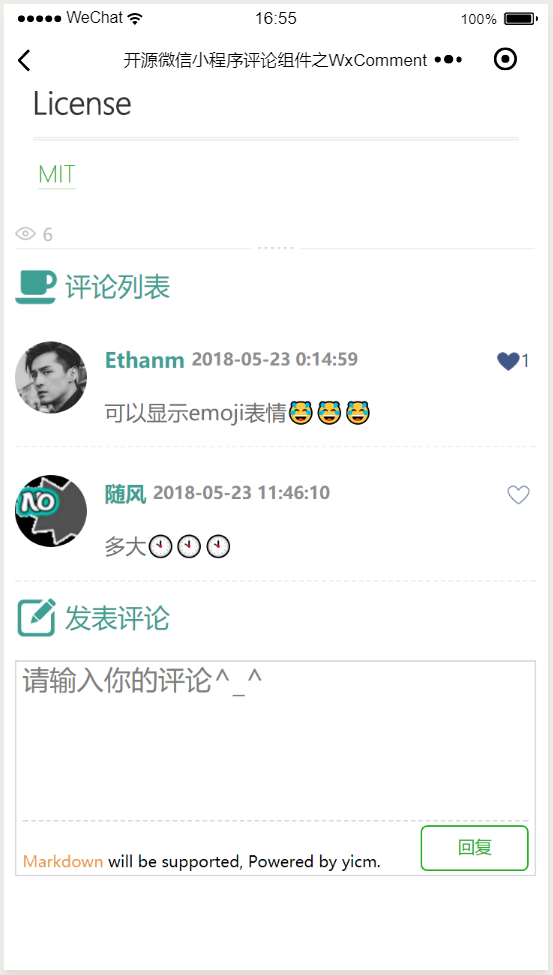 ●●●●● WeChat 16:55 100%
开源微信小程序评论组件之WxComment
License
MIT
6
评论列表
Ethanm 2018-05-23 0:14:59 1
可以显示emoji表情😂😂😂
NO
随风 2018-05-23 11:46:10
多大🕙🕙🕙
发表评论
请输入你的评论^_^
Markdown will be supported, Powered by yicm.
回复